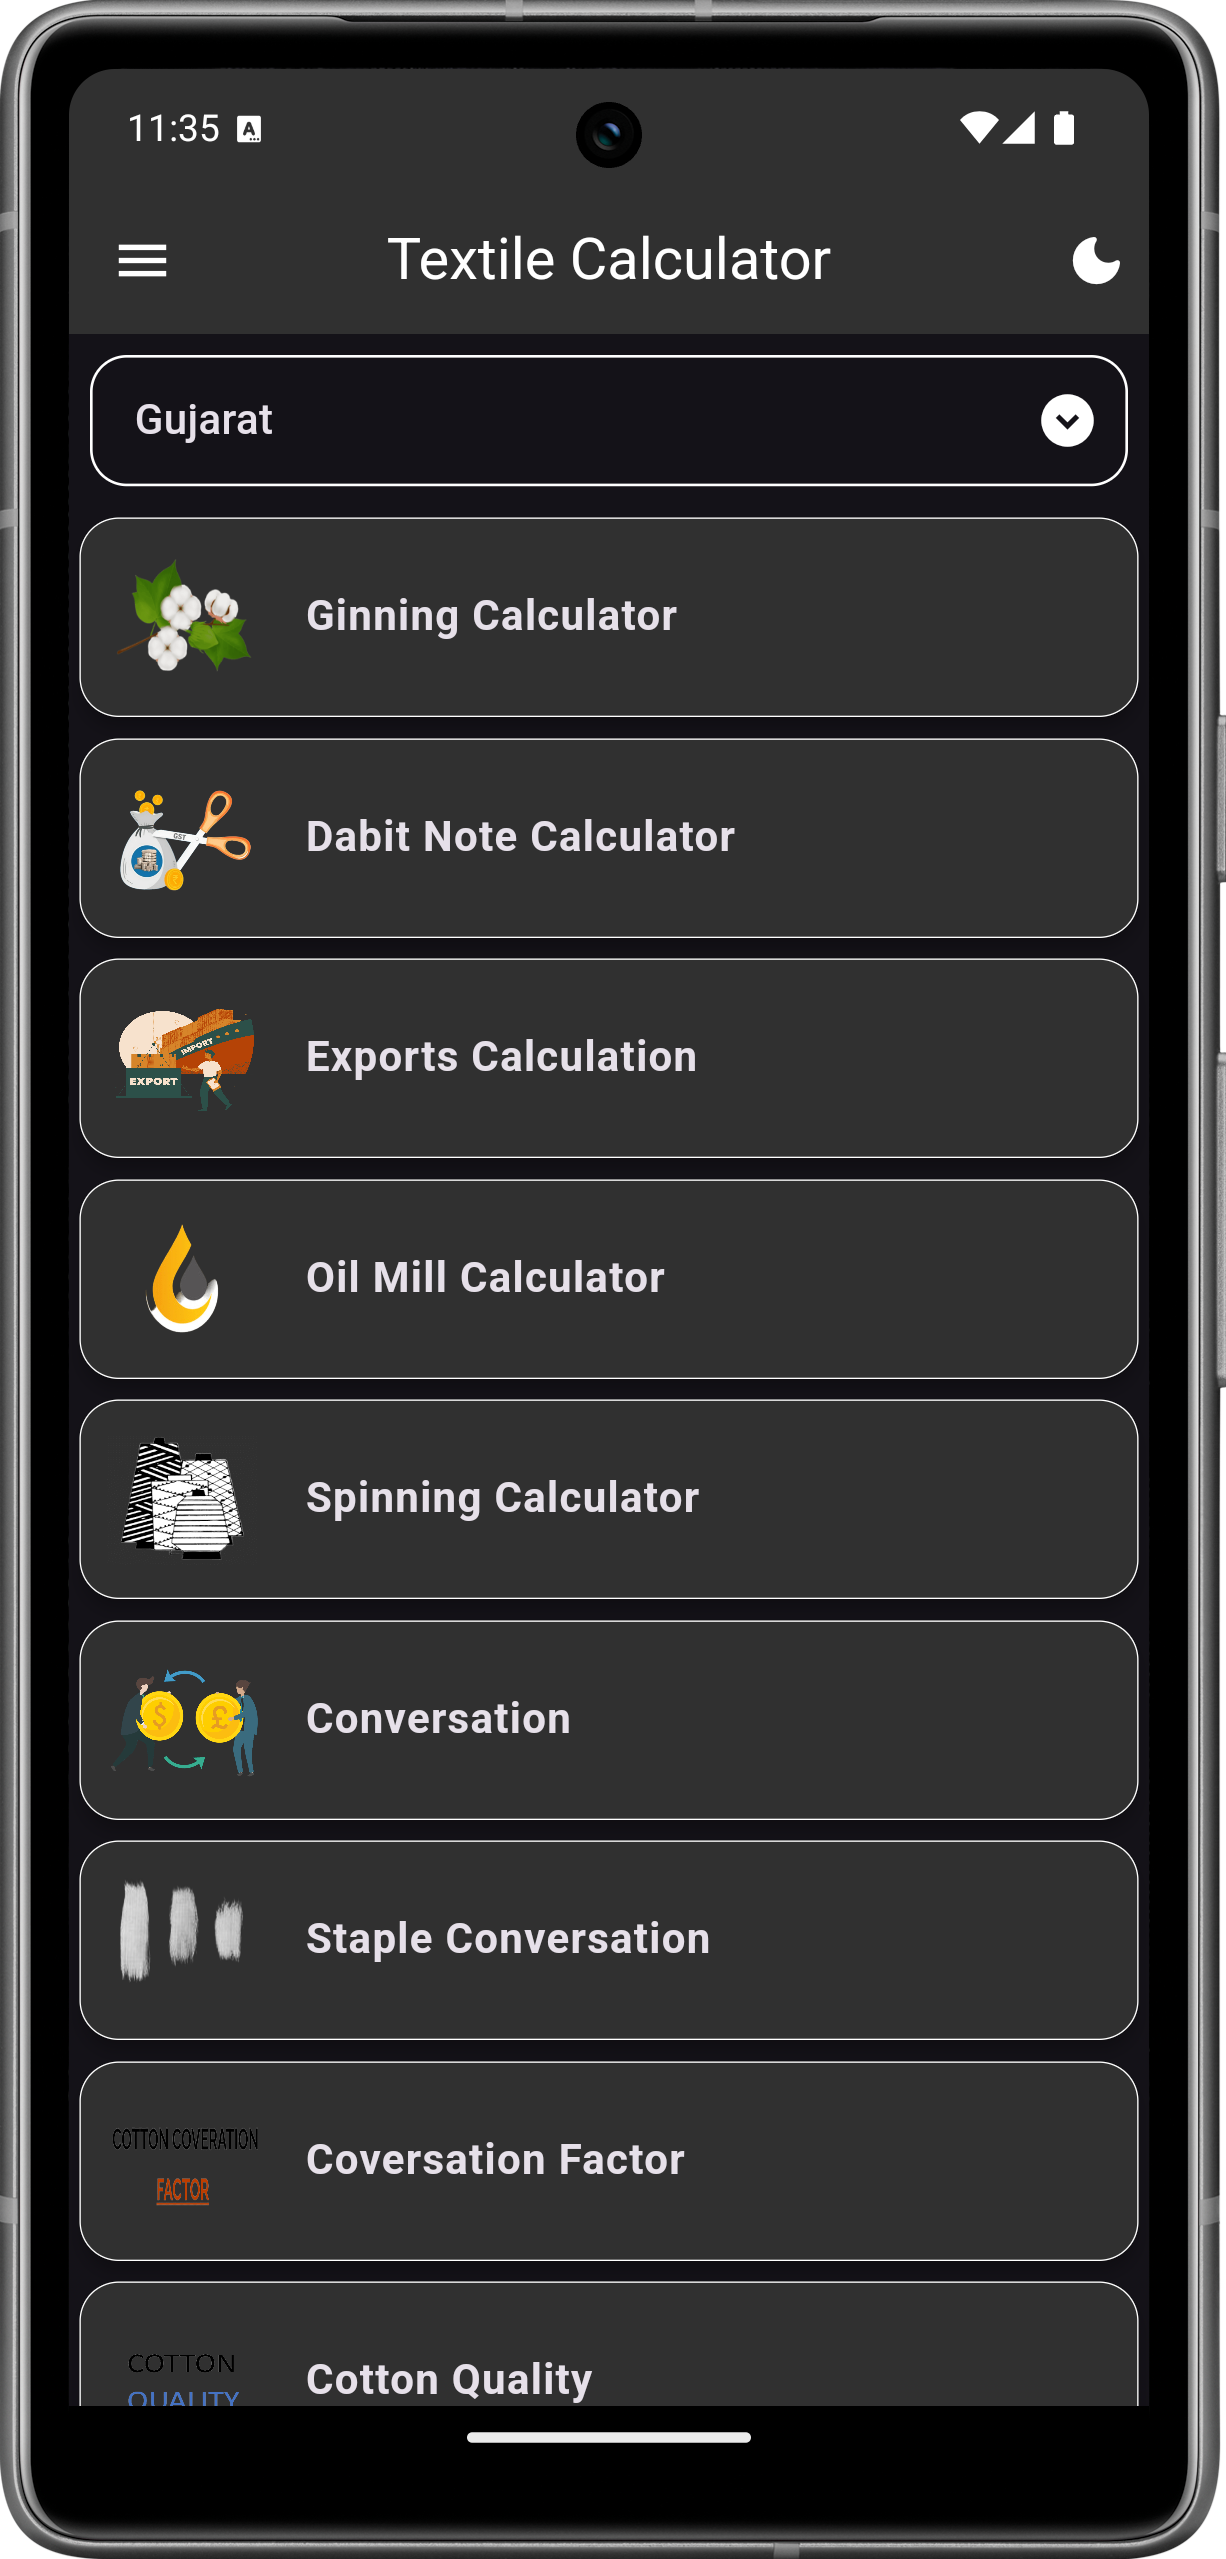 11:35
Textile Calculator
Gujarat
Ginning Calculator
GST
Dabit Note Calculator
IMPORT
EXPORT
Exports Calculation
Oil Mill Calculator
Spinning Calculator
$ £
Conversation
Staple Conversation
COTTON COVERATION
FACTOR
Coversation Factor
COTTON
QUALITY
Cotton Quality